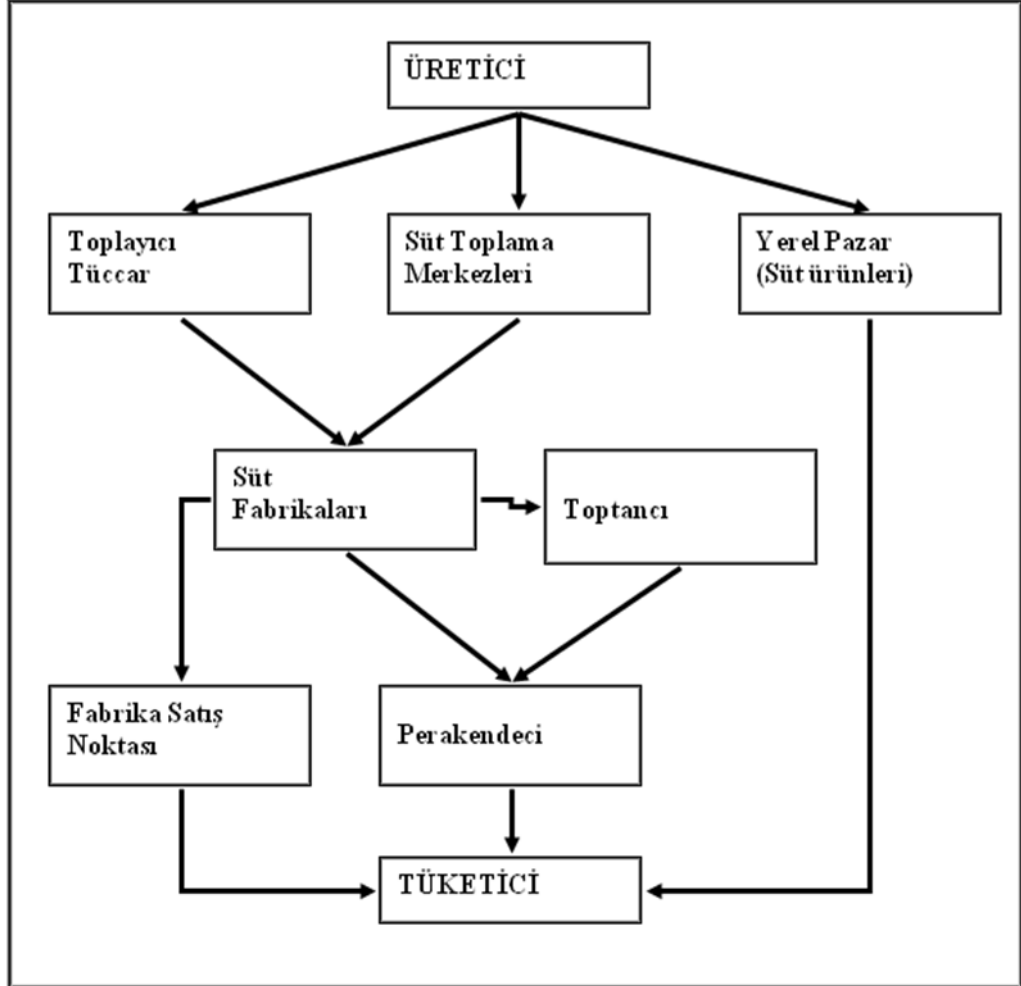 ÜRETİCİ
Toplayıcı
Tüccar
Süt Toplama
Merkezleri
Yerel Pazar
(Süt ürünleri)
Süt
Fabrikaları
Toptancı
Fabrika Satış
Noktası
Perakendeci
TÜKETİCİ